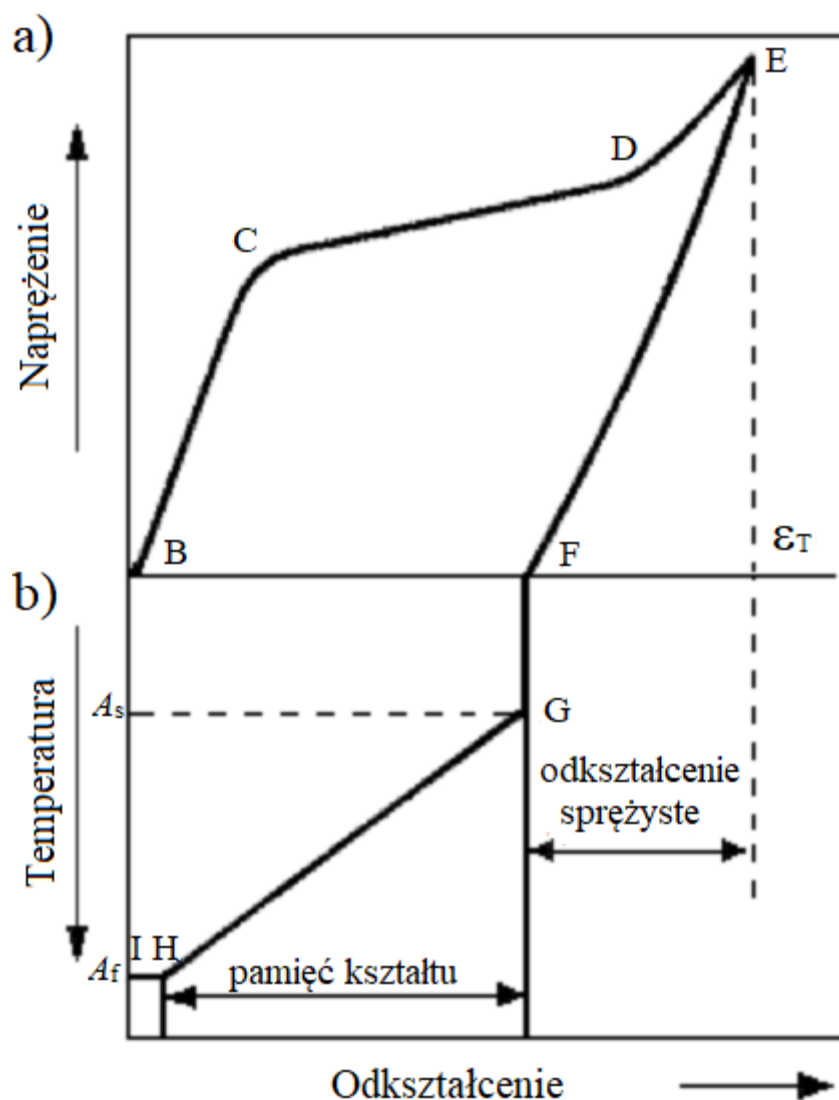 a)
E
D
C
Naprężenie
B
F
εT
b)
As
G
odkształcenie
sprężyste
Temperatura
I H
Af
pamięć kształtu
Odkształcenie